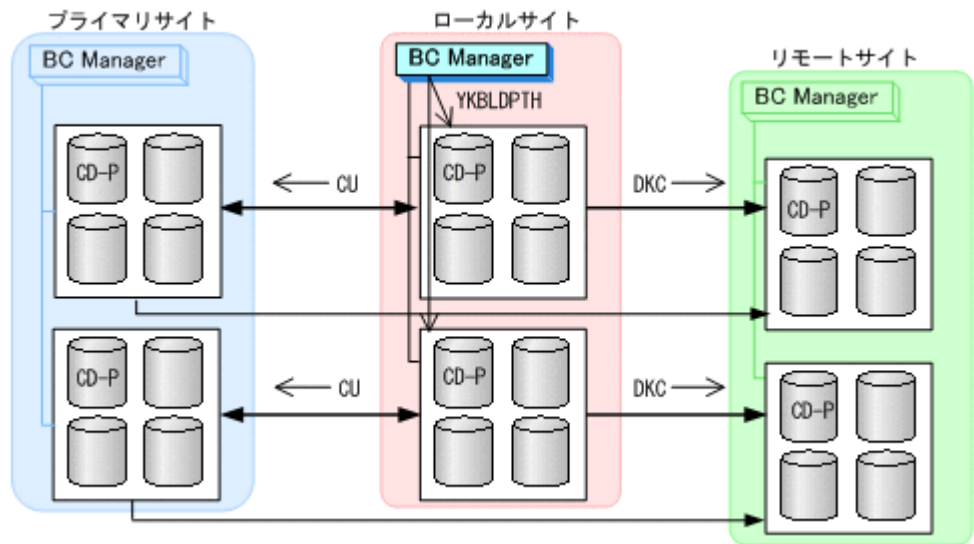 プライマリサイト
ローカルサイト
リモートサイト
BC Manager
BC Manager
BC Manager
YKBLDPTH
CD-P
CU
CD-P
DKC
CD-P
CD-P
CU
CD-P
DKC
CD-P